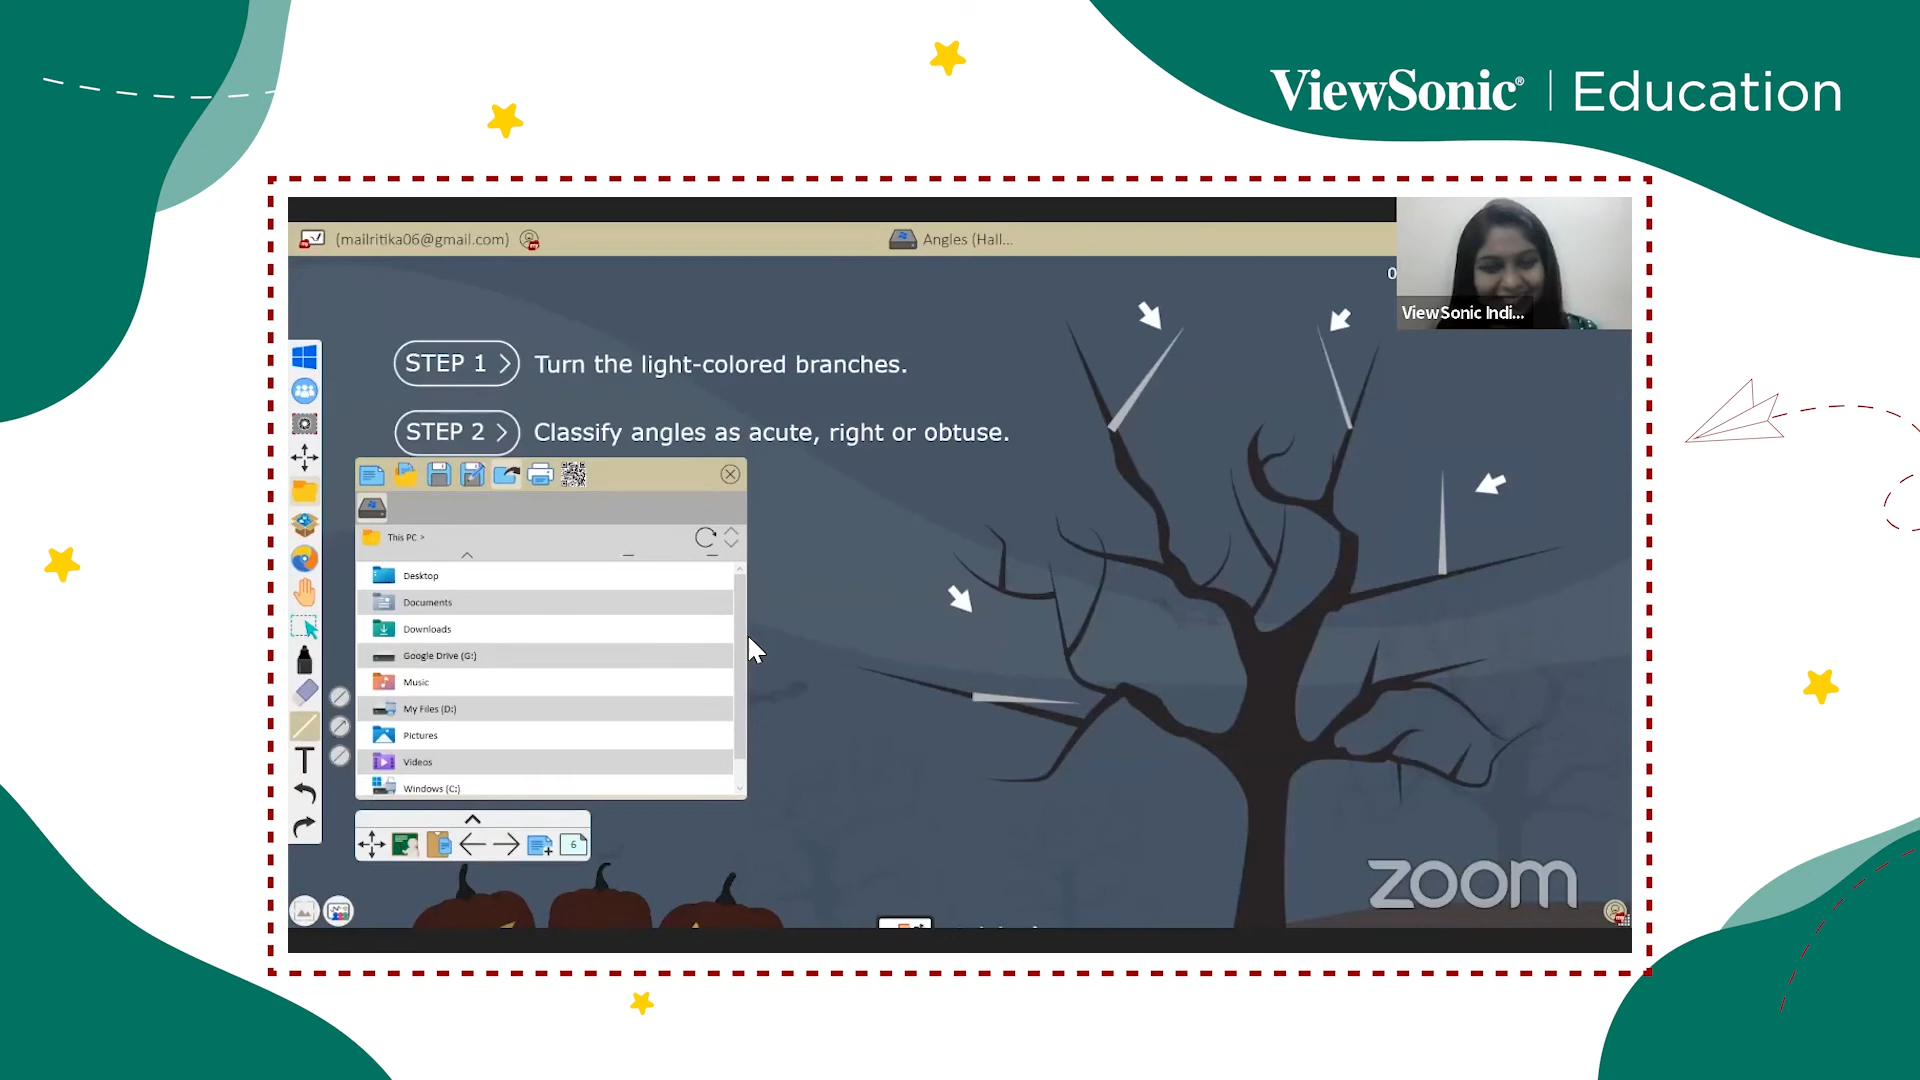 ViewSonic® | Education
(mailritika06@gmail.com)
Angles (Hall...
0
ViewSonic Indi...
STEP 1 > Turn the light-colored branches.
STEP 2 > Classify angles as acute, right or obtuse.
This PC >
Desktop
Documents
Downloads
Google Drive (G:)
Music
My Files (D:)
Pictures
Videos
Windows (C:)
T
6
zoom